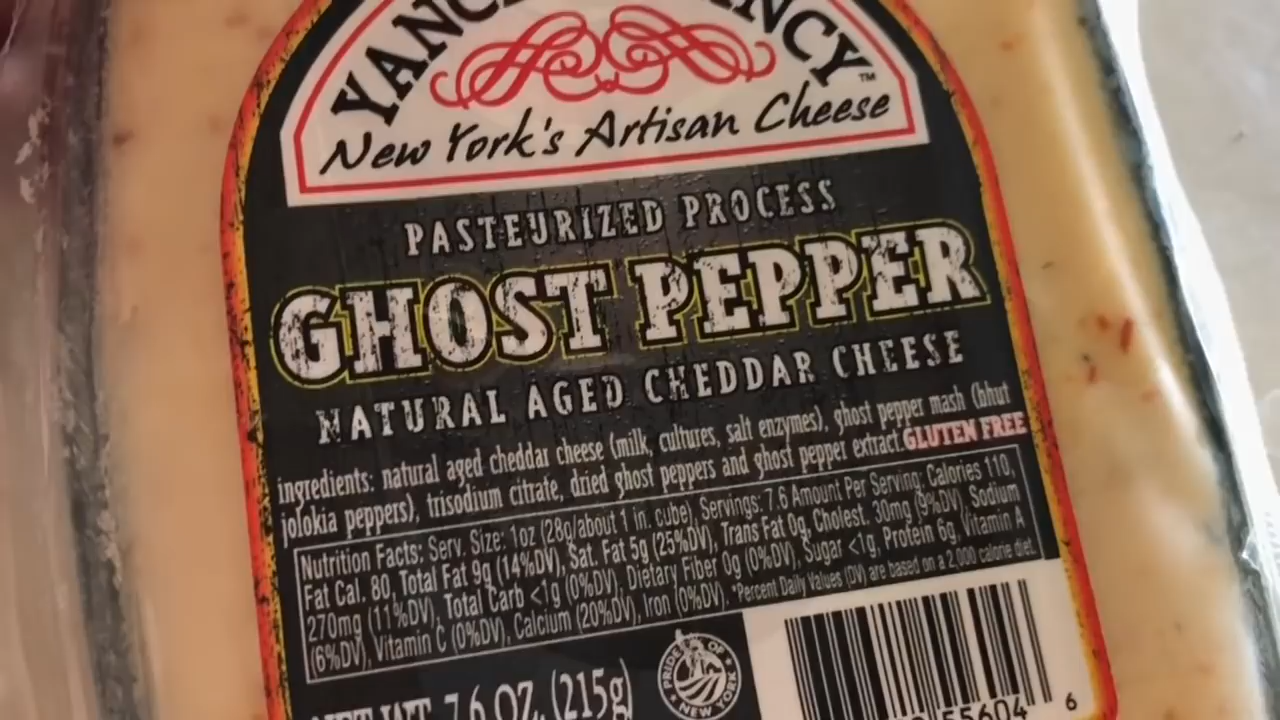 New York's Artisan Cheese
PASTEURIZED PROCESS
GHOST PEPPER
NATURAL AGED CHEDDAR CHEESE
ingredients: natural aged cheddar cheese (milk, cultures, salt enzymes), ghost pepper mash (bhut
jolokia peppers), trisodium citrate, dried ghost peppers and ghost pepper extract GLUTEN FREE
Nutrition Facts: Serv. Size: 1oz (28g/about 1 in. cube), Servings: 7.6 Amount Per Serving: Calories 110,
Fat Cal. 80, Total Fat 9g (14%DV), Sat. Fat 5g (25%DV), Trans Fat 0g, Cholest. 30mg (9%DV), Sodium
270mg (11%DV), Total Carb <1g (0%DV), Dietary Fiber 0g (0%DV), Sugar <1g, Protein 6g, Vitamin A
(6%DV), Vitamin C (0%DV), Calcium (20%DV), Iron (0%DV). *Percent Daily Values (DV) are based on a 2,000 calorie diet.
NET WT. 7.6 OZ. (215g)
PRIDE OF NEW YORK
55604 6